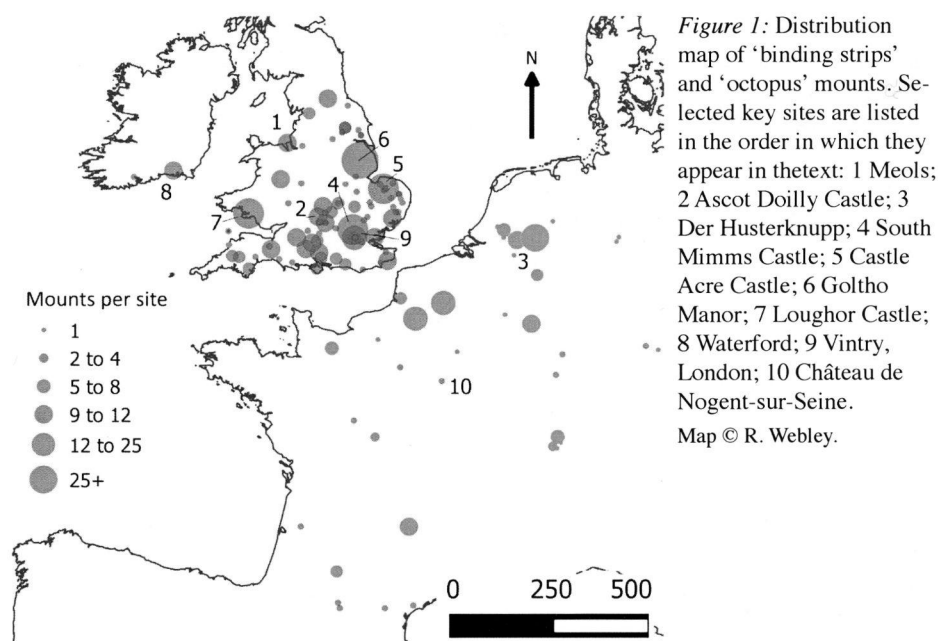 Figure 1: Distribution
map of ‘binding strips’
and ‘octopus’ mounts. Se-
lected key sites are listed
in the order in which they
appear in thetext: 1 Meols;
2 Ascot Doilly Castle; 3
Der Husterknupp; 4 South
Mimms Castle; 5 Castle
Acre Castle; 6 Goltho
Manor; 7 Loughor Castle;
8 Waterford; 9 Vintry,
London; 10 Château de
Nogent-sur-Seine.
Map © R. Webley.
N
1
6
5
8
4
2
7
9
3
10
Mounts per site
1
2 to 4
5 to 8
9 to 12
12 to 25
25+
0 250 500